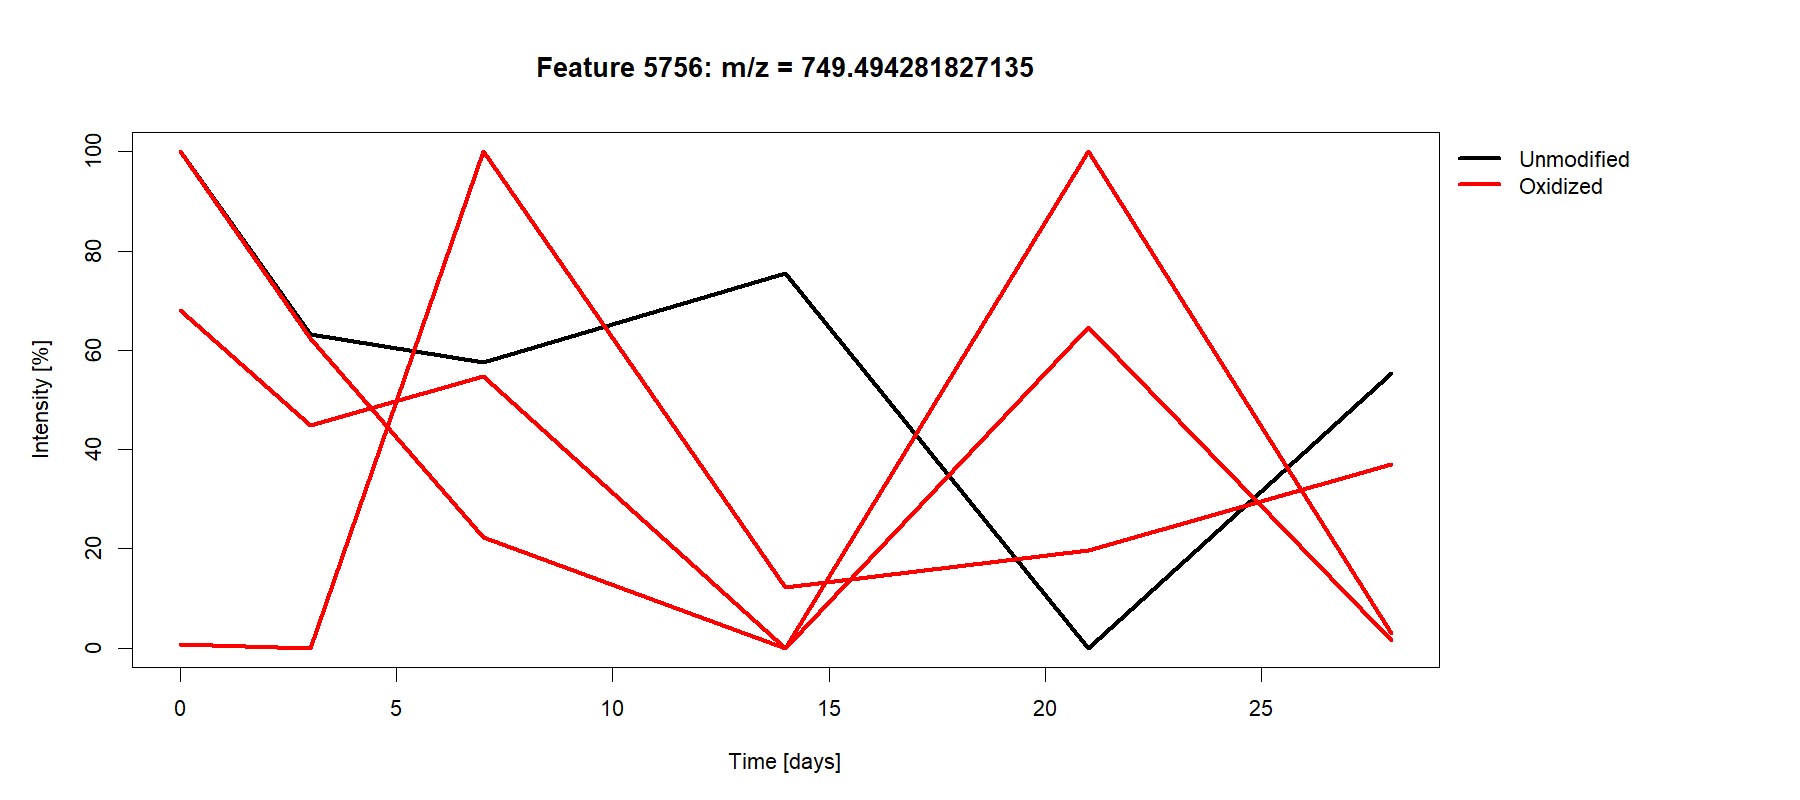 Feature 5756: m/z = 749.494281827135
Unmodified
Oxidized
Intensity [%]
100
80
60
40
20
0
0 5 10 15 20 25
Time [days]